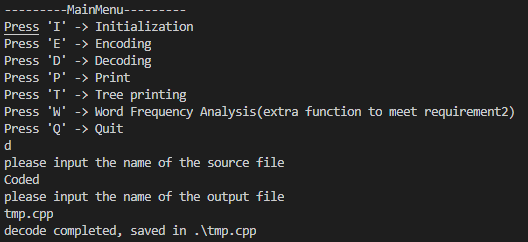 ---------MainMenu---------
Press 'I' -> Initialization
Press 'E' -> Encoding
Press 'D' -> Decoding
Press 'P' -> Print
Press 'T' -> Tree printing
Press 'W' -> Word Frequency Analysis(extra function to meet requirement2)
Press 'Q' -> Quit
d
please input the name of the source file
Coded
please input the name of the output file
tmp.cpp
decode completed, saved in .\tmp.cpp